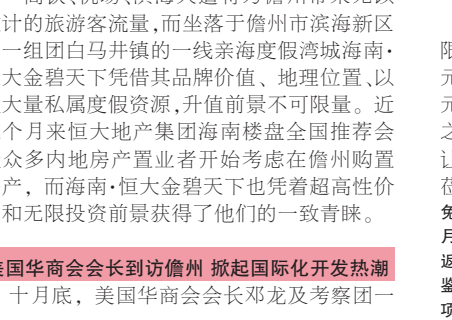 计的旅游客流量,而坐落于儋州市滨海新区
一组团白马井镇的一线亲海度假湾城海南·
大金碧天下凭借其品牌价值、地理位置、以
大量私属度假资源,升值前景不可限量。近
个月来恒大地产集团海南楼盘全国推荐会
众多内地房产置业者开始考虑在儋州购置
产,而海南·恒大金碧天下也凭着超高性价
和无限投资前景获得了他们的一致青睐。
美国华商会会长到访儋州 掀起国际化开发热潮
十月底,美国华商会会长邓龙及考察团一
限
元
元
之
让
莅
免
月
返
鉴
项